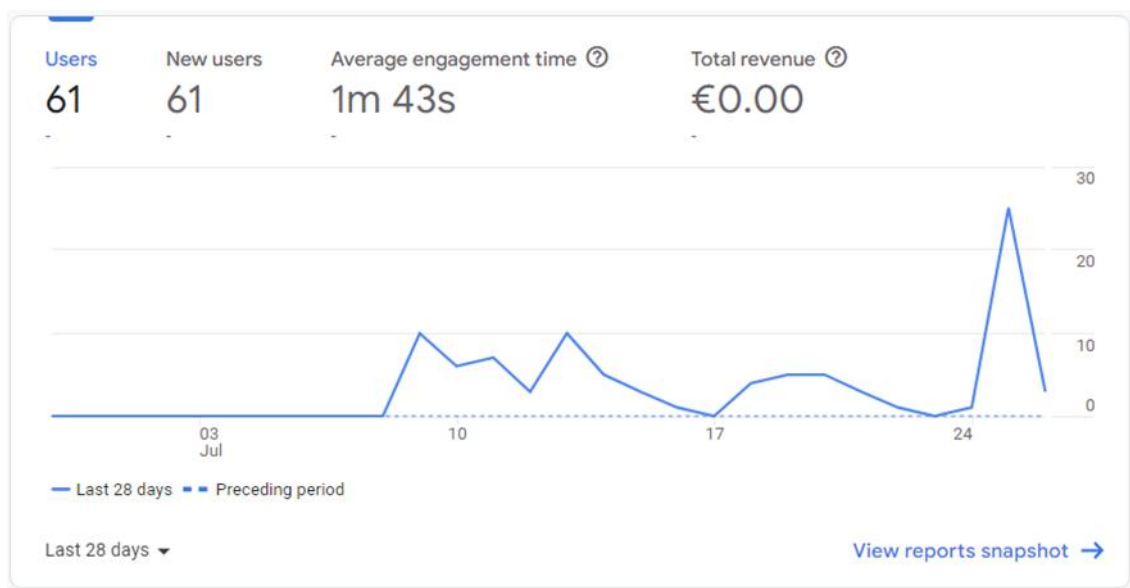 Users New users Average engagement time Total revenue
61 61 1m 43s €0.00
- - - -
30
20
10
0
03 10 17 24
Jul
Last 28 days Preceding period
Last 28 days View reports snapshot